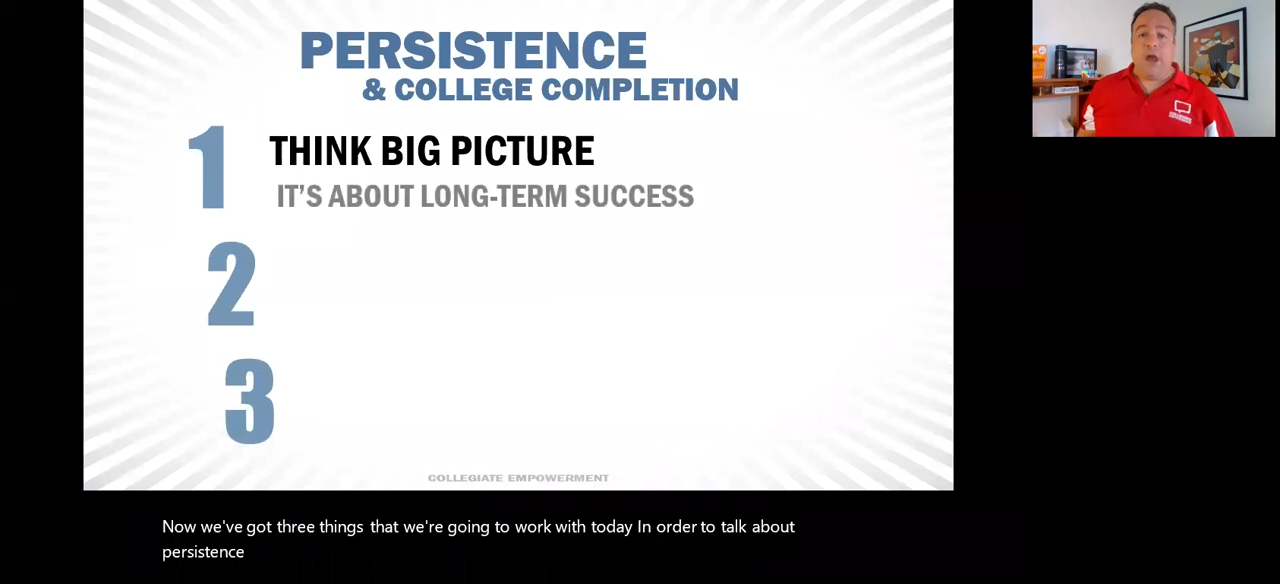 PERSISTENCE
& COLLEGE COMPLETION
1 THINK BIG PICTURE
IT'S ABOUT LONG-TERM SUCCESS
2
3
COLLEGIATE EMPOWERMENT
Now we've got three things that we're going to work with today In order to talk about
persistence